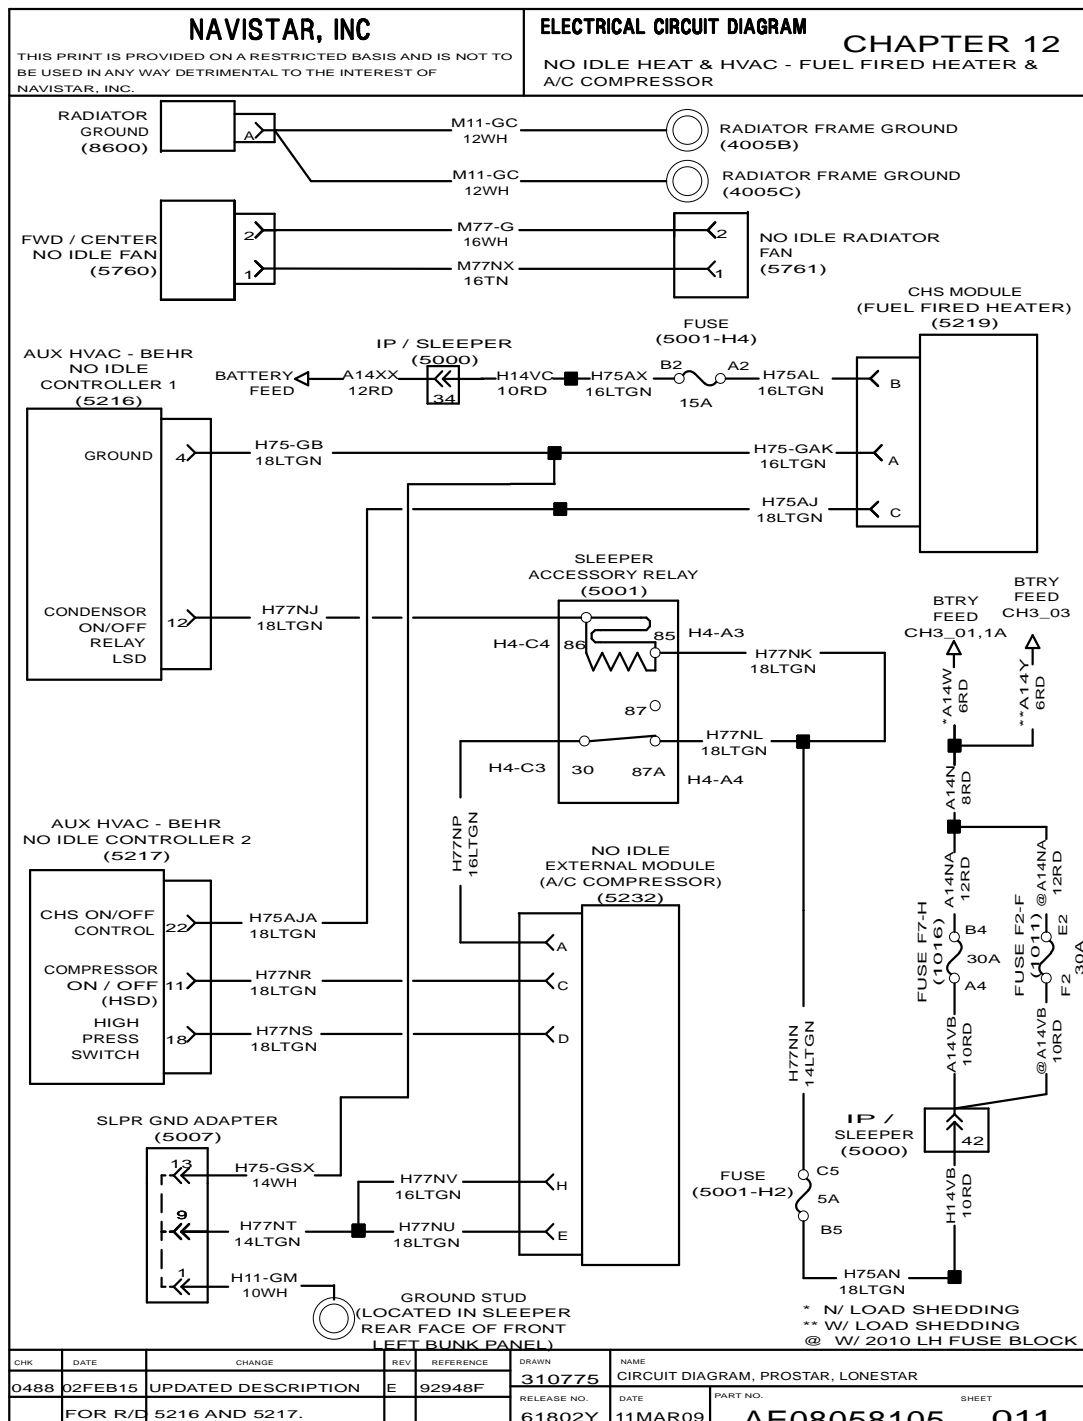 NAVISTAR, INC
THIS PRINT IS PROVIDED ON A RESTRICTED BASIS AND IS NOT TO
BE USED IN ANY WAY DETRIMENTAL TO THE INTEREST OF
NAVISTAR, INC.
ELECTRICAL CIRCUIT DIAGRAM
CHAPTER 12
NO IDLE HEAT & HVAC - FUEL FIRED HEATER &
A/C COMPRESSOR
RADIATOR
GROUND
(8600)
A
M11-GC
12WH
RADIATOR FRAME GROUND
(4005B)
M11-GC
12WH
RADIATOR FRAME GROUND
(4005C)
FWD / CENTER
NO IDLE FAN
(5760)
2
1
M77-G
16WH
M77NX
16TN
2
1
NO IDLE RADIATOR
FAN
(5761)
CHS MODULE
(FUEL FIRED HEATER)
(5219)
B
A
C
AUX HVAC - BEHR
NO IDLE
CONTROLLER 1
(5216)
BATTERY
FEED
A14XX
12RD
IP / SLEEPER
(5000)
34
H14VC
10RD
H75AX
16LTGN
FUSE
(5001-H4)
B2
A2
15A
H75AL
16LTGN
GROUND
4
H75-GB
18LTGN
H75-GAK
16LTGN
H75AJ
18LTGN
CONDENSOR
ON/OFF
RELAY
LSD
12
H77NJ
18LTGN
SLEEPER
ACCESSORY RELAY
(5001)
H4-C4
86
85
H4-A3
87
H4-C3
30
87A
H4-A4
H77NK
18LTGN
H77NL
18LTGN
H77NP
16LTGN
BTRY
FEED
CH3_01,1A
BTRY
FEED
CH3_03
*A14W
6RD
**A14Y
6RD
A14N
8RD
A14NA
12RD
@A14NA
12RD
FUSE F7-H
(1016)
B4
30A
A4
FUSE F2-F
(1011)
E2
30A
F2
A14VB
10RD
@A14VB
10RD
IP /
SLEEPER
(5000)
42
H14VB
10RD
AUX HVAC - BEHR
NO IDLE CONTROLLER 2
(5217)
CHS ON/OFF
CONTROL
22
H75AJA
18LTGN
COMPRESSOR
ON / OFF
(HSD)
11
H77NR
18LTGN
HIGH
PRESS
SWITCH
18
H77NS
18LTGN
NO IDLE
EXTERNAL MODULE
(A/C COMPRESSOR)
(5232)
A
C
D
H
E
H77NN
14LTGN
FUSE
(5001-H2)
C5
5A
B5
H75AN
18LTGN
SLPR GND ADAPTER
(5007)
13
H75-GSX
14WH
9
H77NT
14LTGN
H77NV
16LTGN
H77NU
18LTGN
1
H11-GM
10WH
GROUND STUD
(LOCATED IN SLEEPER
REAR FACE OF FRONT
LEFT BUNK PANEL)
* N/ LOAD SHEDDING
** W/ LOAD SHEDDING
@ W/ 2010 LH FUSE BLOCK
CHK DATE CHANGE REV REFERENCE
0488 02FEB15 UPDATED DESCRIPTION E 92948F
FOR R/D 5216 AND 5217.
DRAWN
310775
NAME
CIRCUIT DIAGRAM, PROSTAR, LONESTAR
RELEASE NO.
61802Y
DATE
11MAR09
PART NO.
AE08058105
SHEET
011